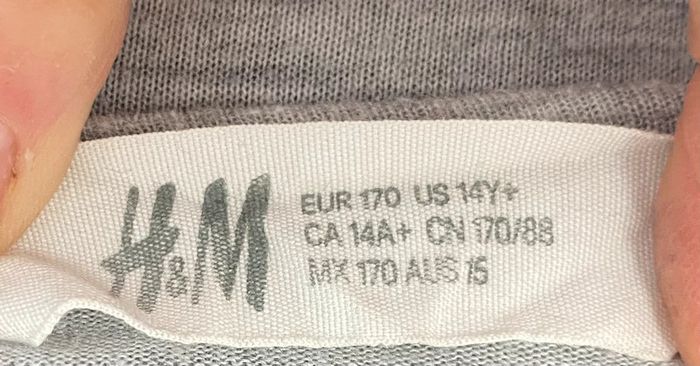 H&M
EUR 170 US 14Y+
CA 14A+ CN 170/88
MX 170 AUS 15